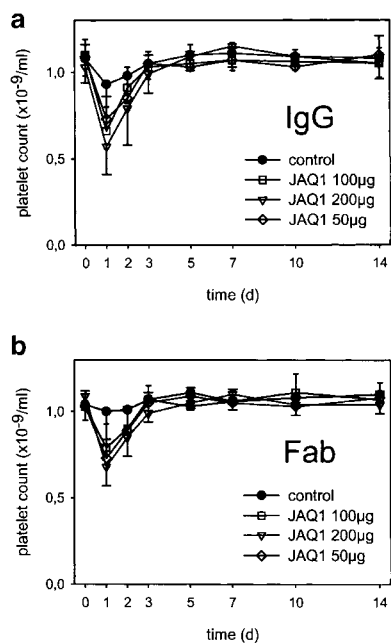 a
platelet count (x10-9/ml)
1,0
0,5
0,0
IgG
control
JAQ1 100µg
JAQ1 200µg
JAQ1 50µg
0 1 2 3 5 7 10 14
time (d)
b
platelet count (x10-9/ml)
1,0
0,5
0,0
Fab
control
JAQ1 100µg
JAQ1 200µg
JAQ1 50µg
0 1 2 3 5 7 10 14
time (d)